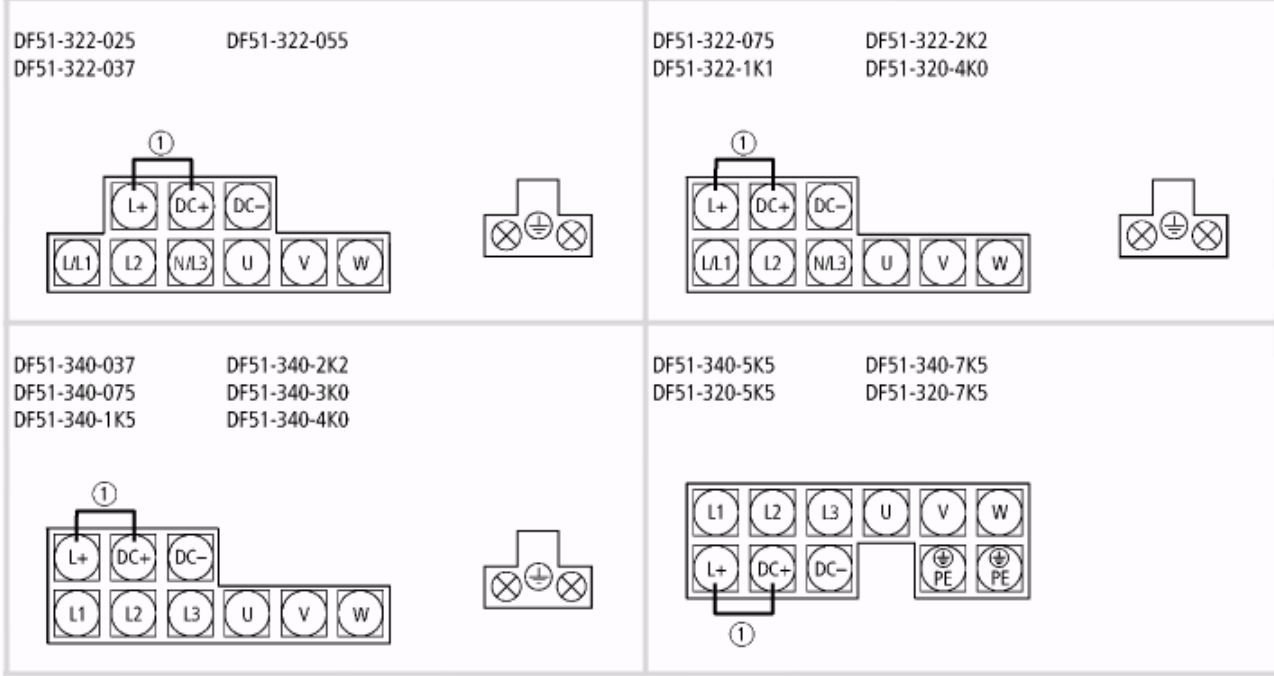 DF51-322-025 DF51-322-055
DF51-322-037
①
L+ DC+ DC−
L/L1 L2 N/L3 U V W
DF51-322-075 DF51-322-2K2
DF51-322-1K1 DF51-320-4K0
①
L+ DC+ DC−
L/L1 L2 N/L3 U V W
DF51-340-037 DF51-340-2K2
DF51-340-075 DF51-340-3K0
DF51-340-1K5 DF51-340-4K0
①
L+ DC+ DC−
L1 L2 L3 U V W
DF51-340-5K5 DF51-340-7K5
DF51-320-5K5 DF51-320-7K5
L1 L2 L3 U V W
L+ DC+ DC− PE PE
①